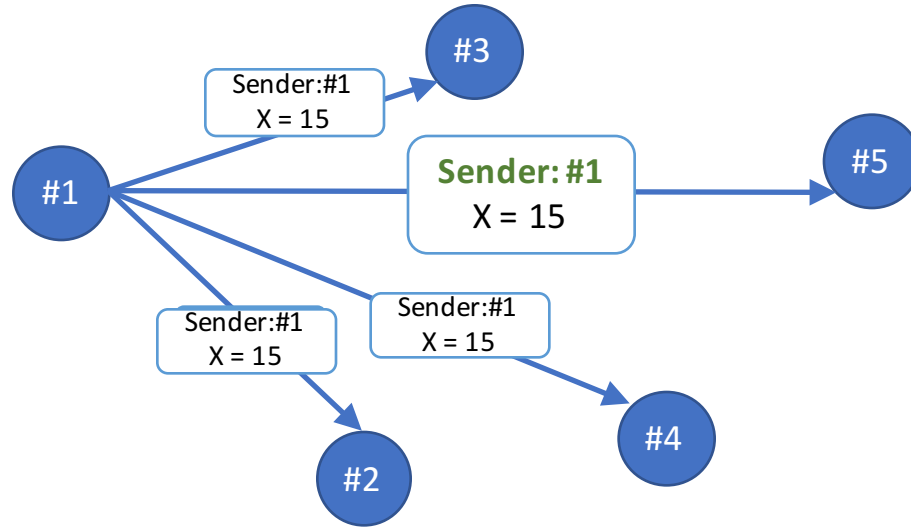 #3
Sender:#1
X = 15
#1
Sender: #1
X = 15
#5
Sender:#1
X = 15
Sender:#1
X = 15
#4
#2